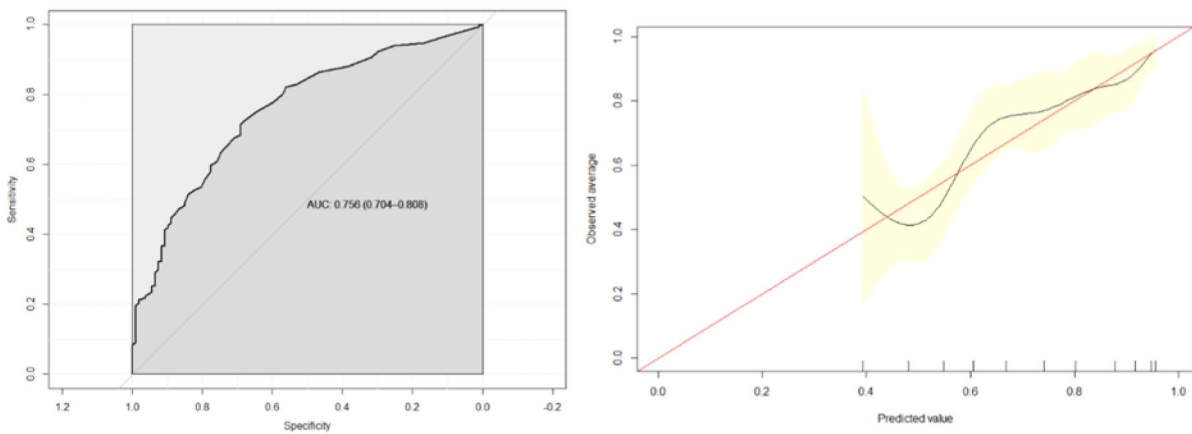 1.0
0.8
0.6
0.4
0.2
0.0
Sensitivity
AUC: 0.756 (0.704–0.808)
1.2 1.0 0.8 0.6 0.4 0.2 0.0 -0.2
Specificity
1.0
0.8
0.6
0.4
0.2
0.0
Observed average
0.0 0.2 0.4 0.6 0.8 1.0
Predicted value